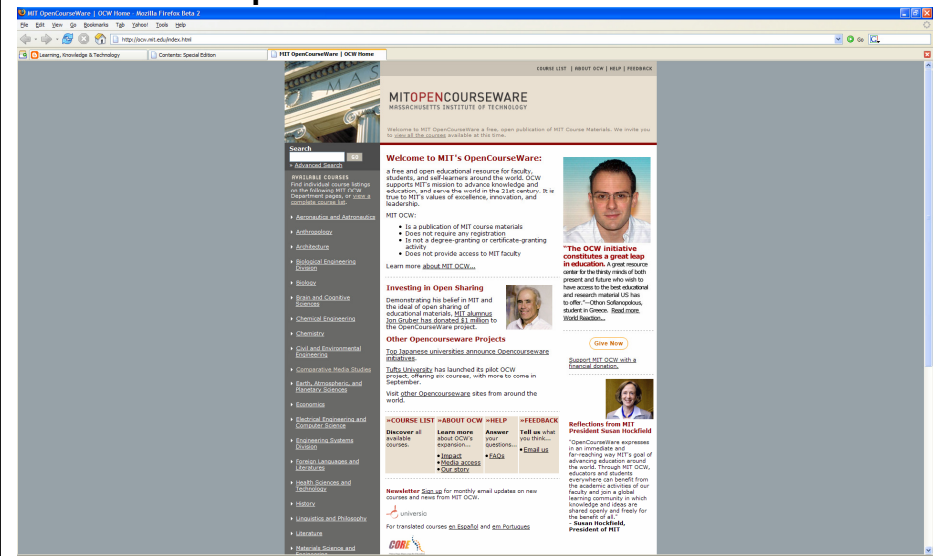 MIT OpenCourseWare | OCW Home - Mozilla Firefox Beta 2
File Edit View Go Bookmarks Tab Yahoo! Tools Help
http://ocw.mit.edu/index.html
Go
Learning, Knowledge & Technology
Contents: Special Edition
MIT OpenCourseWare | OCW Home
MAS
COURSE LIST | ABOUT OCW | HELP | FEEDBACK
MITOPENCOURSEWARE
MASSACHUSETTS INSTITUTE OF TECHNOLOGY
Welcome to MIT OpenCourseWare a free, open publication of MIT Course Materials. We invite you
to view all the courses available at this time.
Search
GO
» Advanced Search
AVAILABLE COURSES
Find individual course listings
on the following MIT OCW
Department pages, or view a
complete course list.
Aeronautics and Astronautics
Anthropology
Architecture
Biological Engineering
Division
Biology
Brain and Cognitive
Sciences
Chemical Engineering
Chemistry
Civil and Environmental
Engineering
Comparative Media Studies
Earth, Atmospheric, and
Planetary Sciences
Economics
Electrical Engineering and
Computer Science
Engineering Systems
Division
Foreign Languages and
Literatures
Health Sciences and
Technology
History
Linguistics and Philosophy
Literature
Materials Science and
Engineering
Welcome to MIT's OpenCourseWare:
a free and open educational resource for faculty,
students, and self-learners around the world. OCW
supports MIT's mission to advance knowledge and
education, and serve the world in the 21st century. It is
true to MIT's values of excellence, innovation, and
leadership.
MIT OCW:
• Is a publication of MIT course materials
• Does not require any registration
• Is not a degree-granting or certificate-granting
activity
• Does not provide access to MIT faculty
Learn more about MIT OCW...
Investing in Open Sharing
Demonstrating his belief in MIT and
the ideal of open sharing of
educational materials, MIT alumnus
Jon Gruber has donated $1 million to
the OpenCourseWare project.
Other Opencourseware Projects
Top Japanese universities announce Opencourseware
initiatives.
Tufts University has launched its pilot OCW
project, offering six courses, with more to come in
September.
Visit other Opencourseware sites from around the
world.
»COURSE LIST
Discover all
available
courses.
»ABOUT OCW
Learn more
about OCW's
expansion...
• Impact
• Media access
• Our story
»HELP
Answer
your
questions...
• FAQs
»FEEDBACK
Tell us what
you think...
• Email us
Newsletter Sign up for monthly email updates on new
courses and news from MIT OCW.
universia
For translated courses en Español and em Portugues
CORE
"The OCW initiative
constitutes a great leap
in education. A great resource
center for the thirsty minds of both
present and future who wish to
have access to the best educational
and research material US has
to offer."--Othon Sofianopolous,
student in Greece. Read more
World Reaction...
Give Now
Support MIT OCW with a
financial donation.
Reflections from MIT
President Susan Hockfield
"OpenCourseWare expresses
in an immediate and
far-reaching way MIT's goal of
advancing education around
the world. Through MIT OCW,
educators and students
everywhere can benefit from
the academic activities of our
faculty and join a global
learning community in which
knowledge and ideas are
shared openly and freely for
the benefit of all."
- Susan Hockfield,
President of MIT